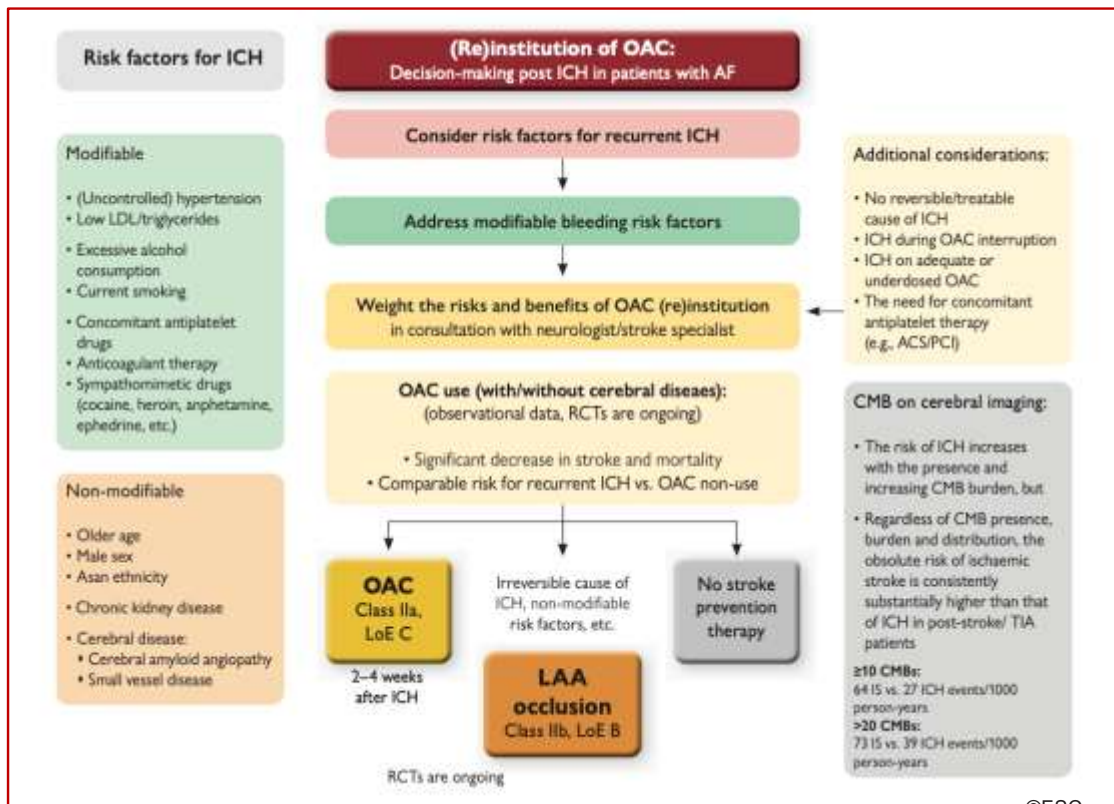 Risk factors for ICH
(Re)institution of OAC:
Decision-making post ICH in patients with AF
Consider risk factors for recurrent ICH
Modifiable
• (Uncontrolled) hypertension
• Low LDL/triglycerides
• Excessive alcohol
consumption
• Current smoking
• Concomitant antiplatelet
drugs
• Anticoagulant therapy
• Sympathomimetic drugs
(cocaine, heroin, anphetamine,
ephedrine, etc.)
Non-modifiable
• Older age
• Male sex
• Asan ethnicity
• Chronic kidney disease
• Cerebral disease:
• Cerebral amyloid angiopathy
• Small vessel disease
Address modifiable bleeding risk factors
Weight the risks and benefits of OAC (re)institution
in consultation with neurologist/stroke specialist
OAC use (with/without cerebral diseaes):
(observational data, RCTs are ongoing)
• Significant decrease in stroke and mortality
• Comparable risk for recurrent ICH vs. OAC non-use
OAC
Class IIa,
LoE C
2–4 weeks
after ICH
Irreversible cause of
ICH, non-modifiable
risk factors, etc.
LAA
occlusion
Class IIb, LoE B
No stroke
prevention
therapy
RCTs are ongoing
Additional considerations:
• No reversible/treatable
cause of ICH
• ICH during OAC interruption
• ICH on adequate or
underdosed OAC
• The need for concomitant
antiplatelet therapy
(e.g., ACS/PCI)
CMB on cerebral imaging:
• The risk of ICH increases
with the presence and
increasing CMB burden, but
• Regardless of CMB presence,
burden and distribution, the
absolute risk of ischaemic
stroke is consistently
substantially higher than that
of ICH in post-stroke/ TIA
patients
≥10 CMBs:
64 IS vs. 27 ICH events/1000
person-years
>20 CMBs:
73 IS vs. 39 ICH events/1000
person-years